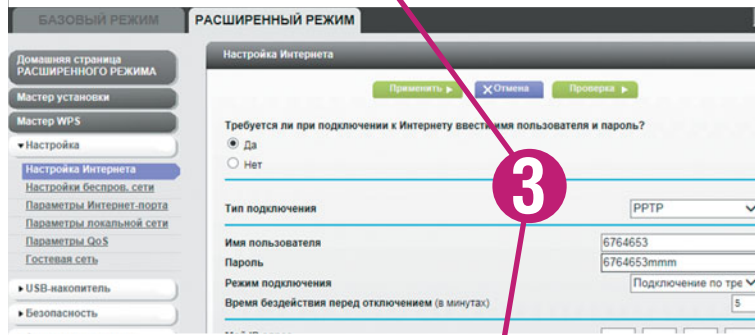 БАЗОВЫЙ РЕЖИМ
РАСШИРЕННЫЙ РЕЖИМ
Домашняя страница
РАСШИРЕННОГО РЕЖИМА
Мастер установки
Мастер WPS
▼Настройка
Настройка Интернета
Настройки беспров. сети
Параметры Интернет-порта
Параметры локальной сети
Параметры QoS
Гостевая сеть
▸USB-накопитель
▸Безопасность
Настройка Интернета
Применить ▸
X Отмена
Проверка ▸
Требуется ли при подключении к Интернету ввести имя пользователя и пароль?
Да
Нет
3
Тип подключения PPTP
Имя пользователя 6764653
Пароль 6764653mmm
Режим подключения Подключение по тре
Время бездействия перед отключением (в минутах) 5